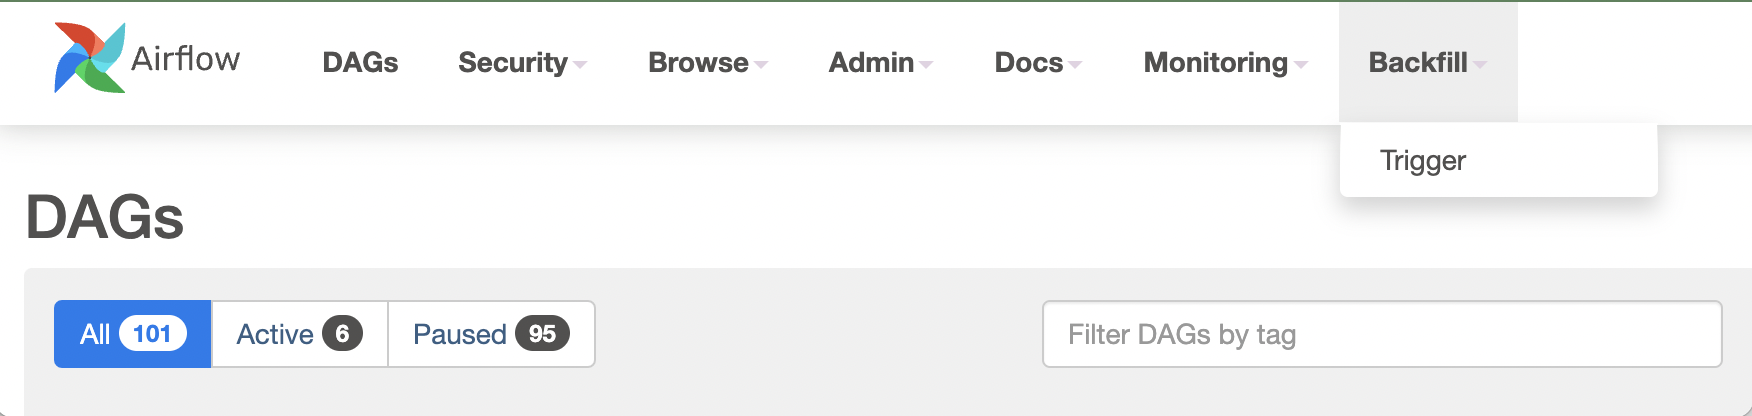 Airflow DAGs Security Browse Admin Docs Monitoring Backfill
Trigger
DAGs
All 101 Active 6 Paused 95 Filter DAGs by tag